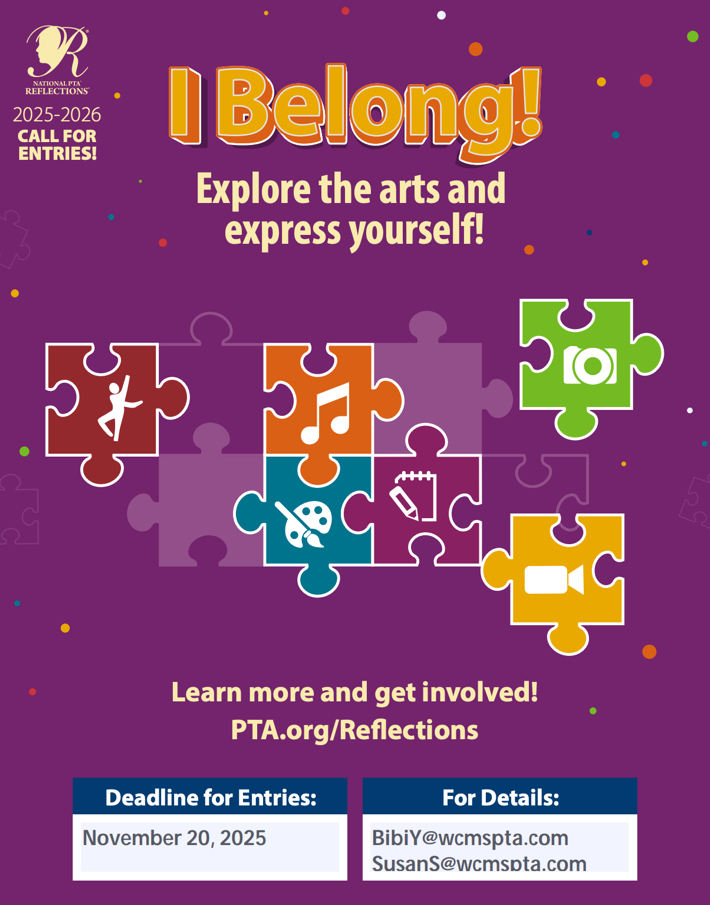 R
NATIONAL PTA
REFLECTIONS®
2025-2026
CALL FOR
ENTRIES!
I Belong!
Explore the arts and
express yourself!
Learn more and get involved!
PTA.org/Reflections
Deadline for Entries:
November 20, 2025
For Details:
BibiY@wcmspta.com
SusanS@wcmspta.com